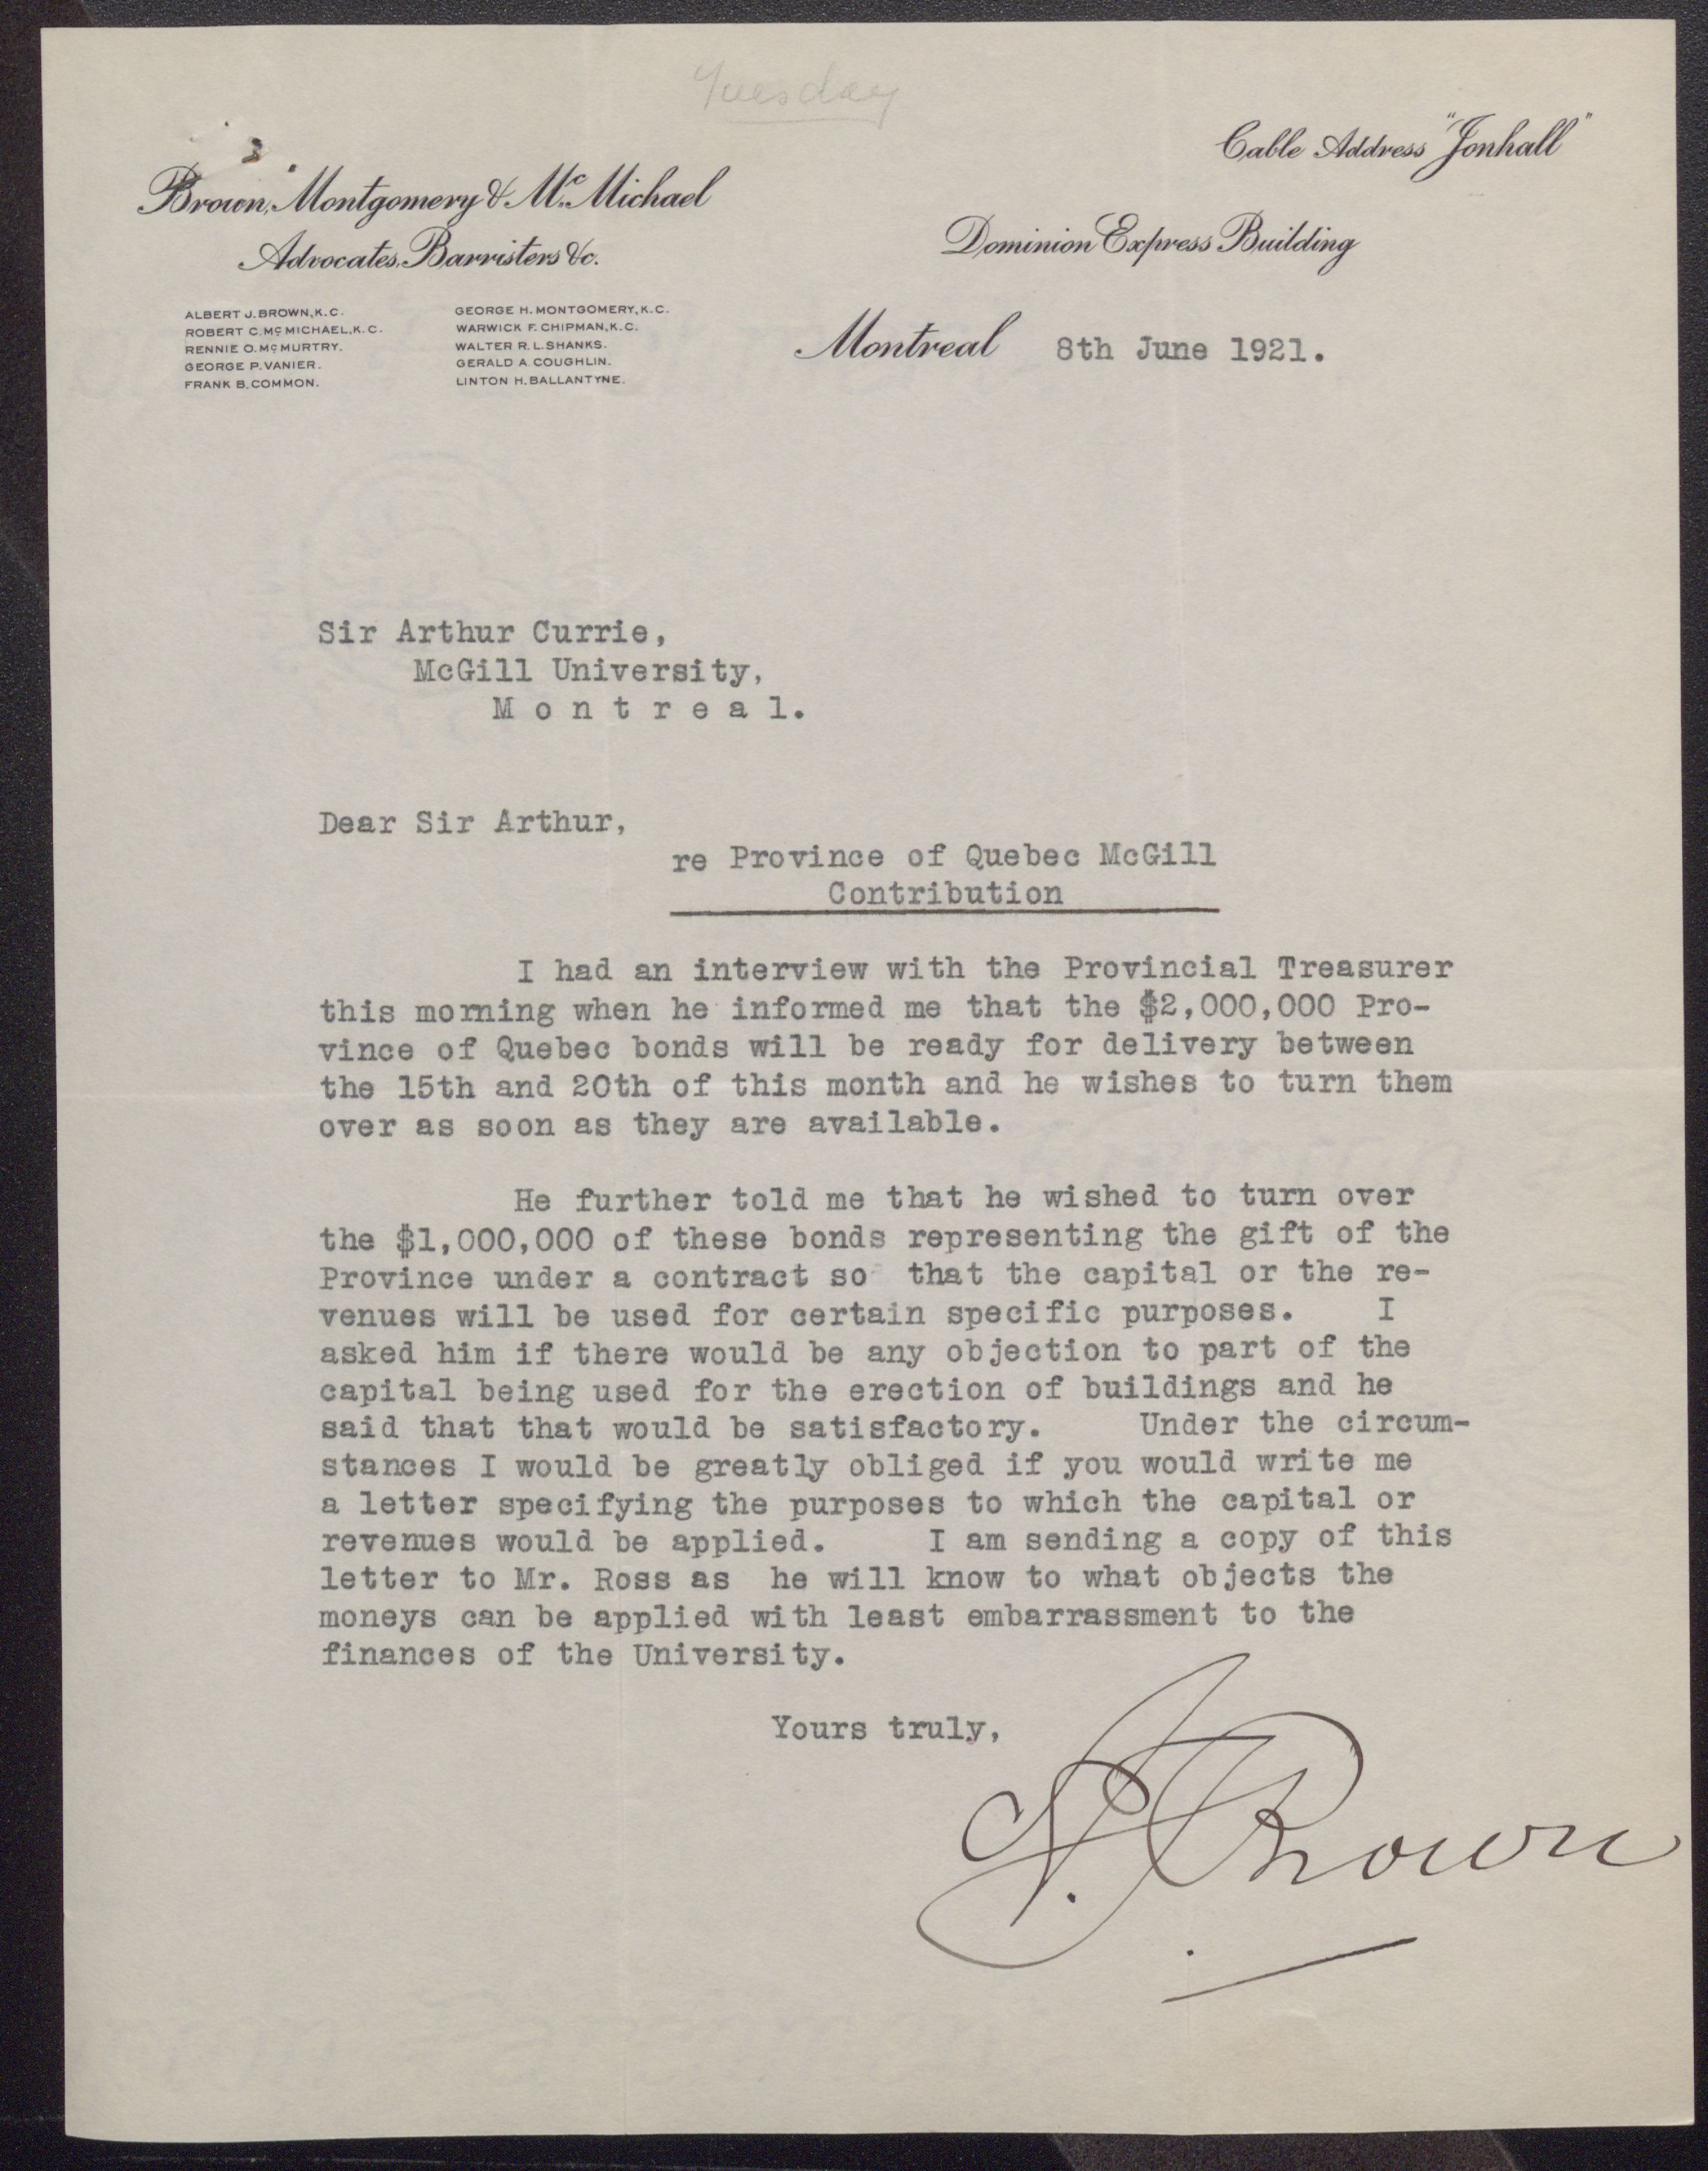 Tuesday
Cable Address "Jonhall"
Brown, Montgomery & McMichael
Advocates, Barristers &c.
Dominion Express Building
ALBERT J. BROWN, K.C.
ROBERT C. McMICHAEL, K.C.
RENNIE O. McMURTRY.
GEORGE P. VANIER.
FRANK B. COMMON.
GEORGE H. MONTGOMERY, K.C.
WARWICK F. CHIPMAN, K.C.
WALTER R. L. SHANKS.
GERALD A. COUGHLIN.
LINTON H. BALLANTYNE.
Montreal 8th June 1921.
Sir Arthur Currie,
McGill University,
M o n t r e a l.
Dear Sir Arthur,
re Province of Quebec McGill
Contribution
I had an interview with the Provincial Treasurer
this morning when he informed me that the $2,000,000 Pro-
vince of Quebec bonds will be ready for delivery between
the 15th and 20th of this month and he wishes to turn them
over as soon as they are available.
He further told me that he wished to turn over
the $1,000,000 of these bonds representing the gift of the
Province under a contract so that the capital or the re-
venues will be used for certain specific purposes. I
asked him if there would be any objection to part of the
capital being used for the erection of buildings and he
said that that would be satisfactory. Under the circum-
stances I would be greatly obliged if you would write me
a letter specifying the purposes to which the capital or
revenues would be applied. I am sending a copy of this
letter to Mr. Ross as he will know to what objects the
moneys can be applied with least embarrassment to the
finances of the University.
Yours truly,
A. J. Brown